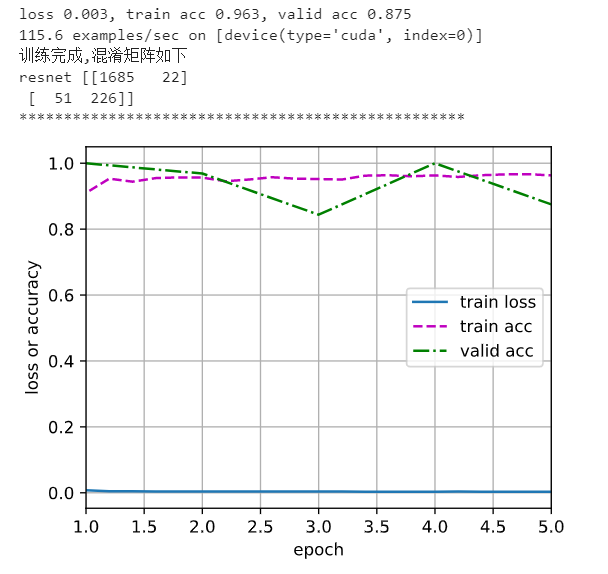 loss 0.003, train acc 0.963, valid acc 0.875
115.6 examples/sec on [device(type='cuda', index=0)]
训练完成,混淆矩阵如下
resnet [[1685   22]
 [  51  226]]
**************************************************
1.0
0.8
0.6
0.4
0.2
0.0
loss or accuracy
train loss
train acc
valid acc
1.0 1.5 2.0 2.5 3.0 3.5 4.0 4.5 5.0
epoch